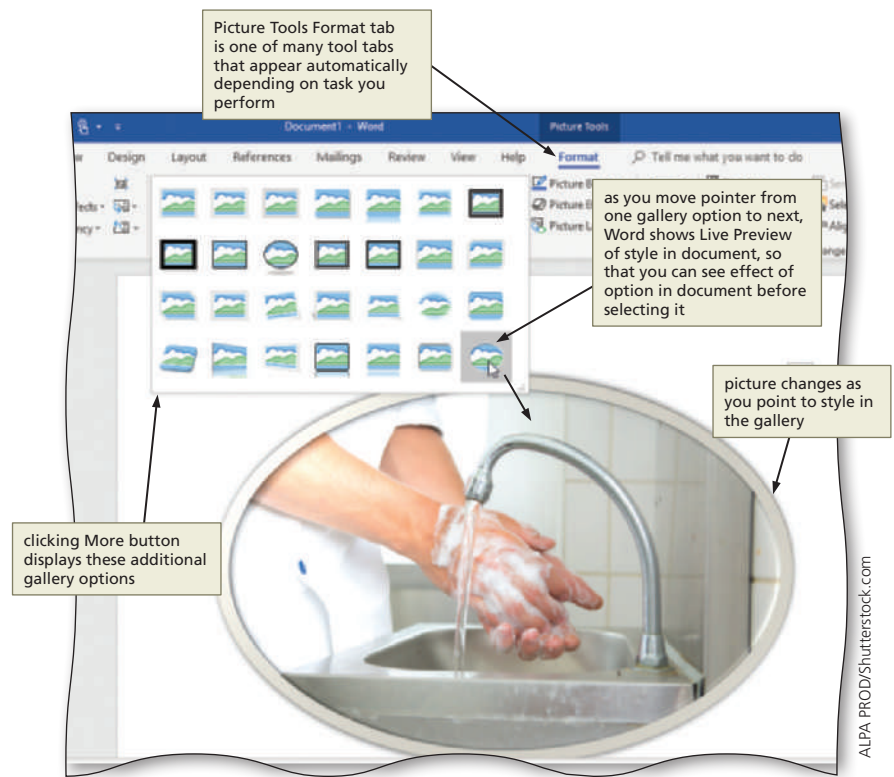 Picture Tools Format tab
is one of many tool tabs
that appear automatically
depending on task you
perform
Document1 - Word
Picture Tools
Design Layout References Mailings Review View Help Format Tell me what you want to do
Picture
Picture
Picture
as you move pointer from
one gallery option to next,
Word shows Live Preview
of style in document, so
that you can see effect of
option in document before
selecting it
picture changes as
you point to style in
the gallery
clicking More button
displays these additional
gallery options
ALPA PROD/Shutterstock.com